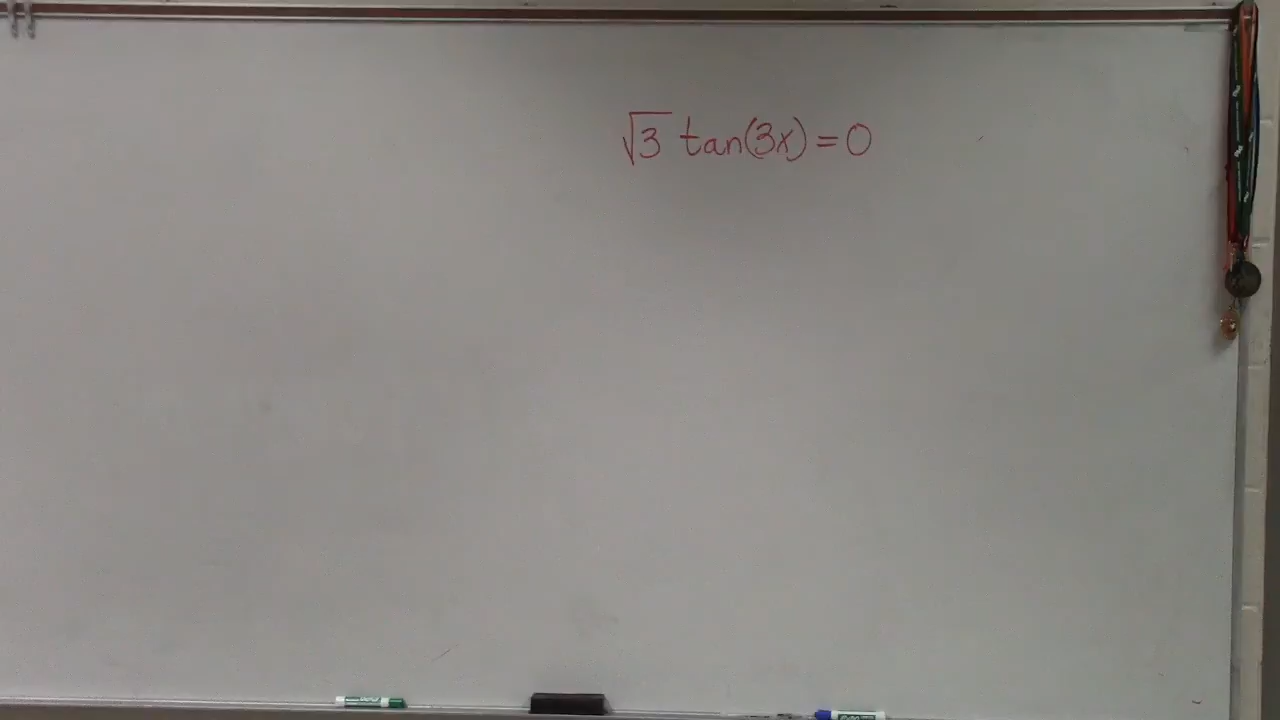 √3 tan(3x) = 0